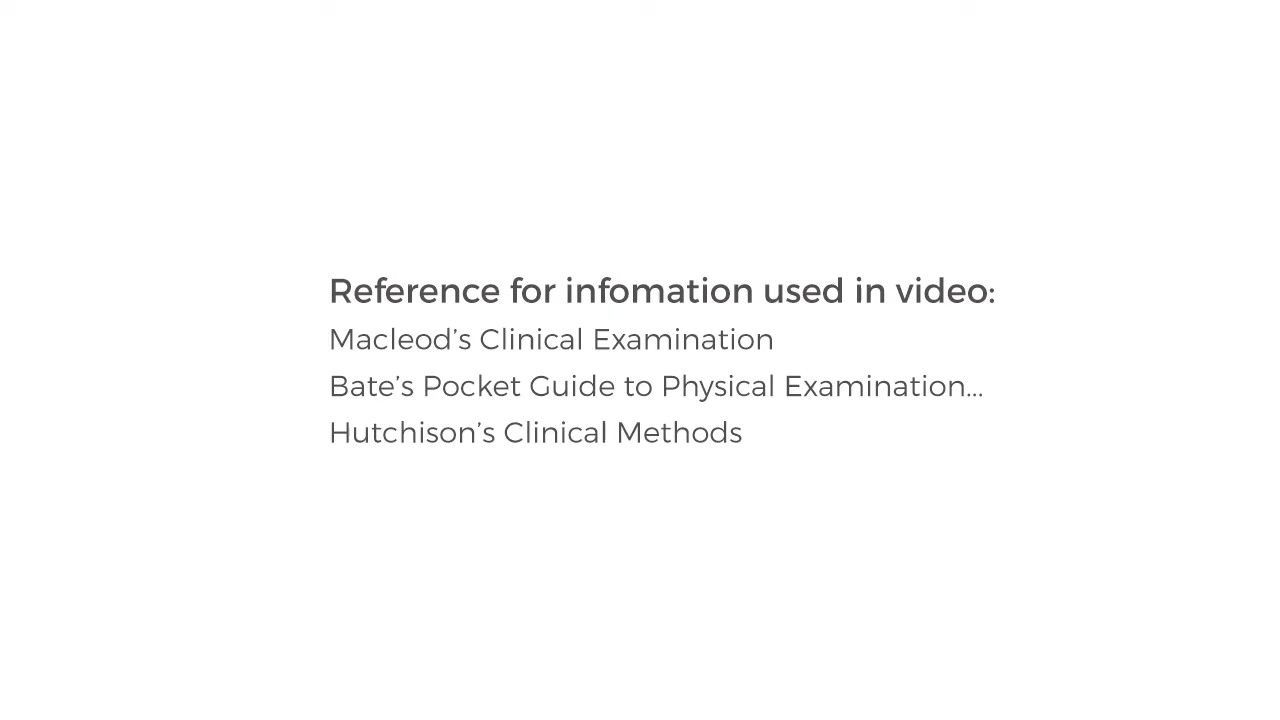 Reference for infomation used in video:
Macleod’s Clinical Examination
Bate’s Pocket Guide to Physical Examination...
Hutchison’s Clinical Methods